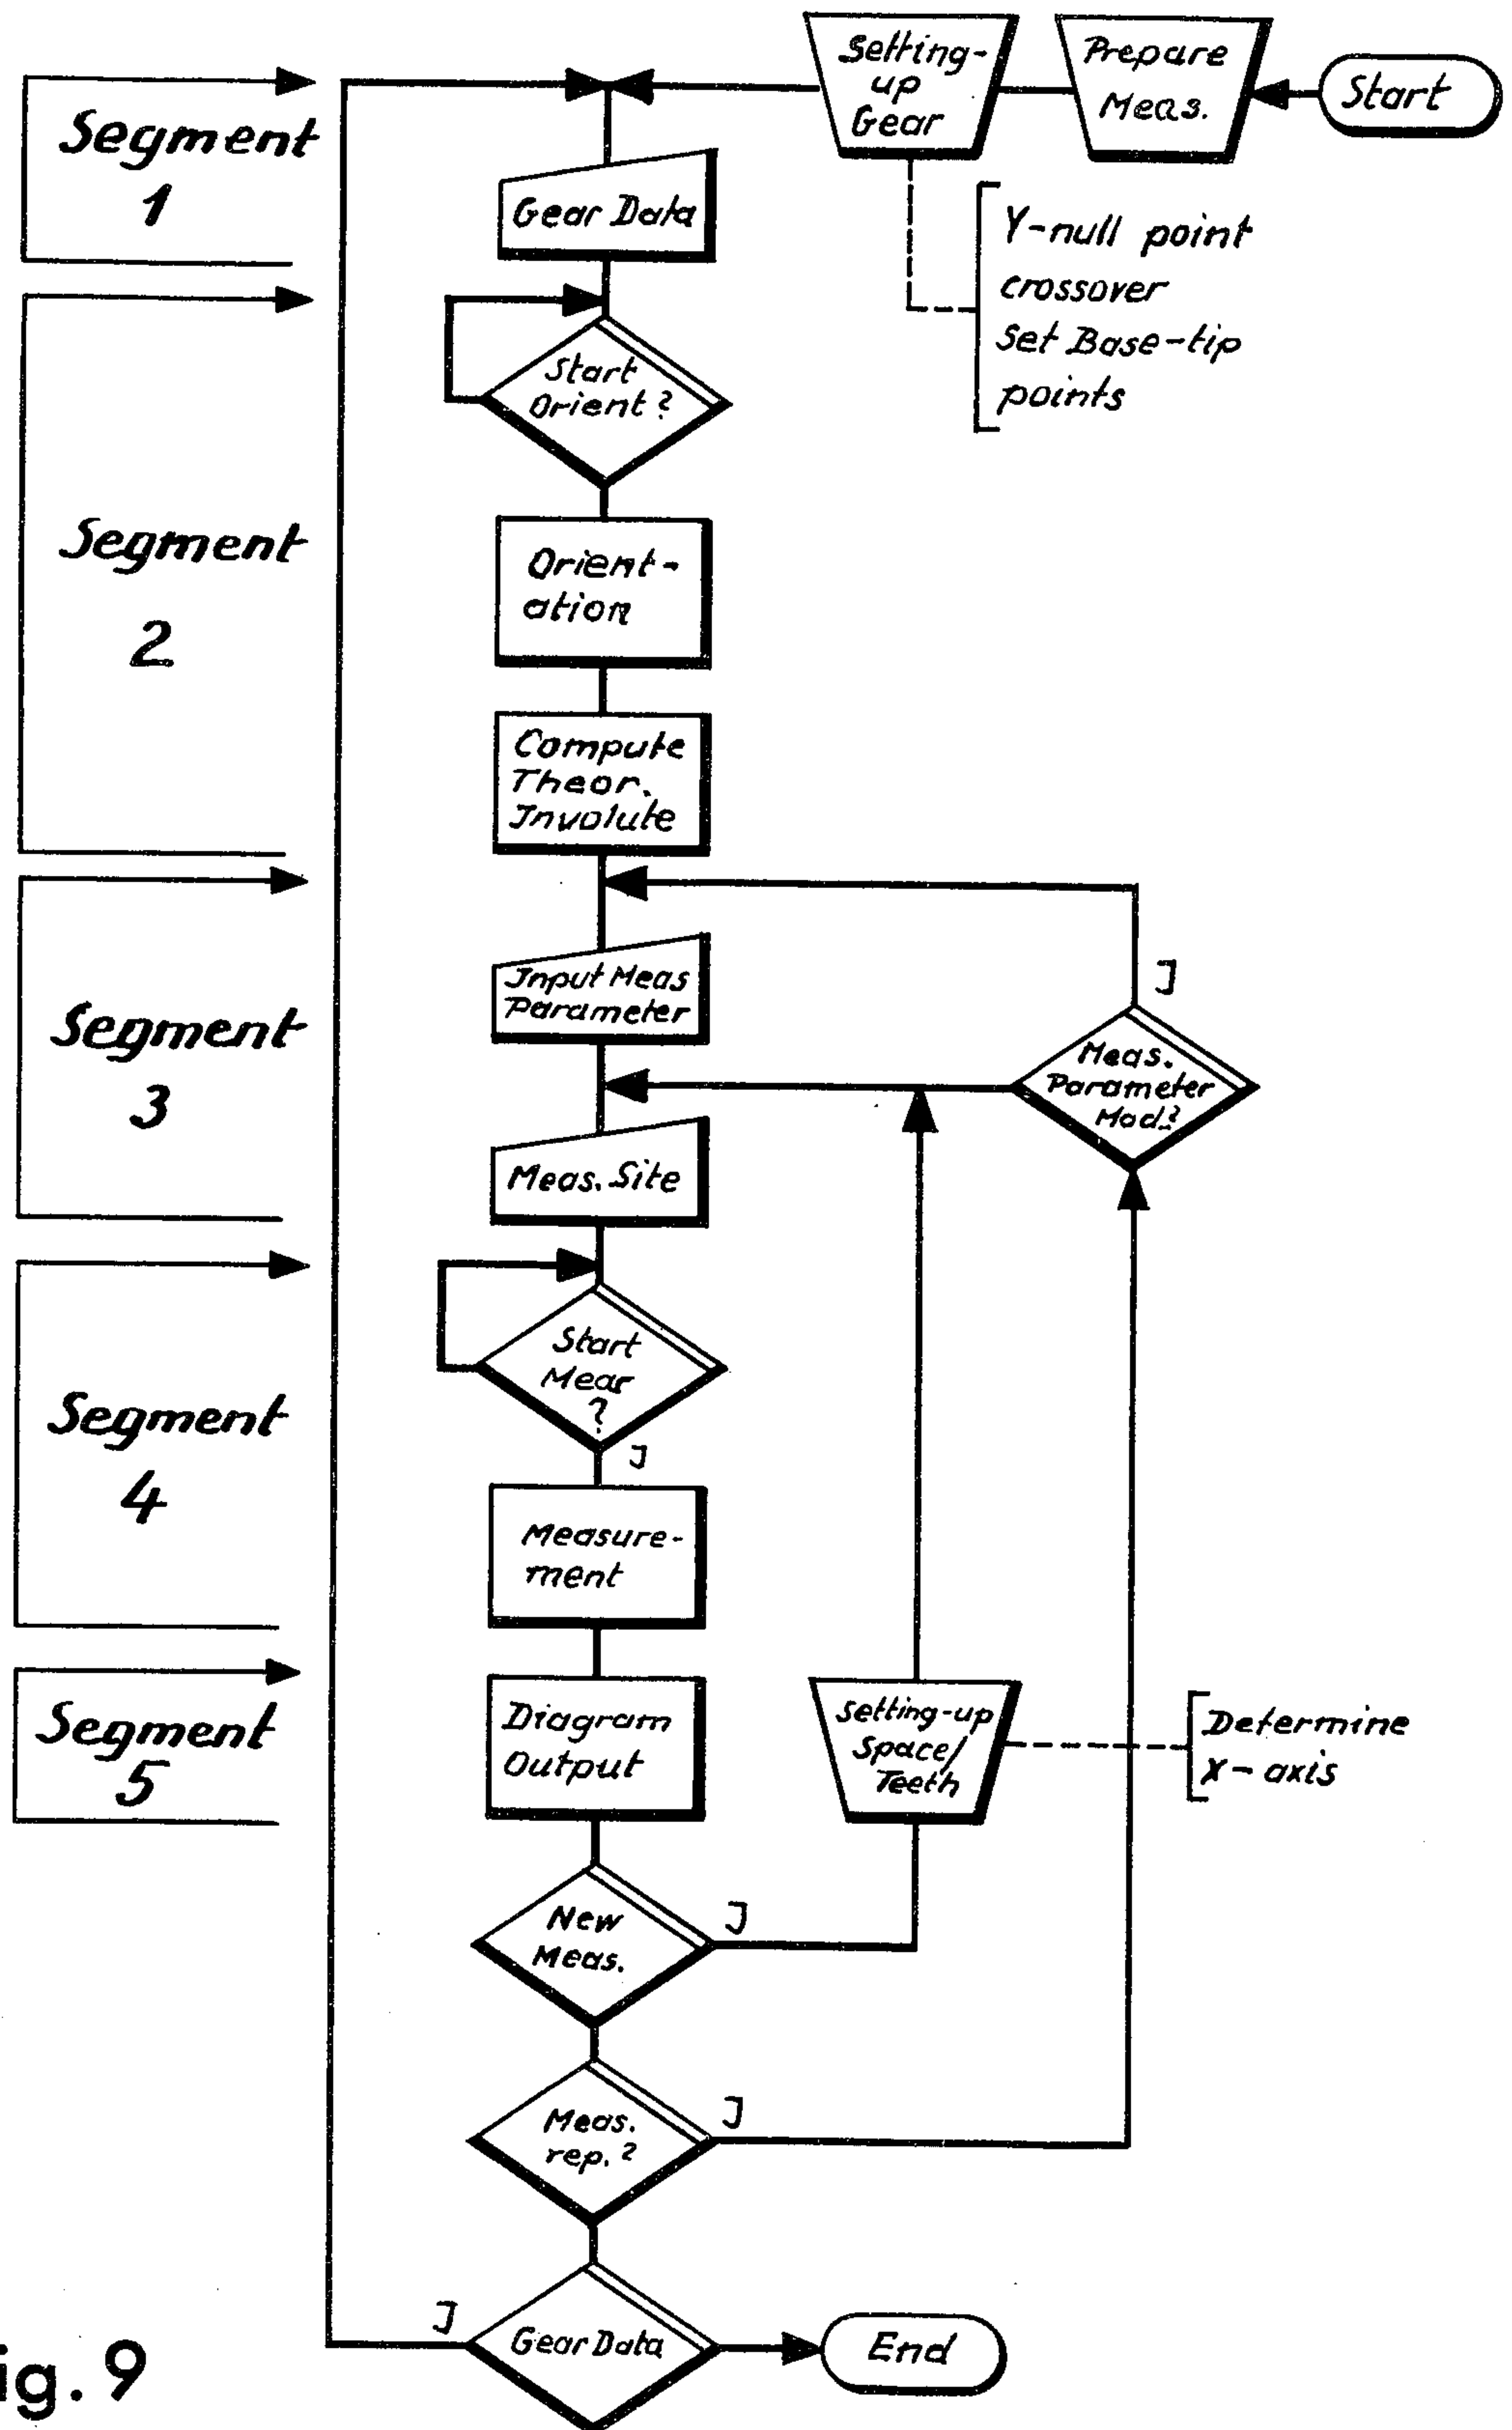 Start
Prepare
Meas.
Setting-
up
Gear
Y-null point
crossover
Set Base-tip
points
Segment
1
Gear Data
Segment
2
Start
Orient?
Orient-
ation
Compute
Theor.
Involute
Segment
3
Input Meas
Parameter
Meas. Site
J
Meas.
Parameter
Mod.?
Segment
4
Start
Mear
?
J
Measure-
ment
Segment
5
Diagram
Output
Setting-up
Space/
Teeth
Determine
X-axis
New
Meas.
J
Meas.
rep.?
J
Gear Data
J
End
ig. 9